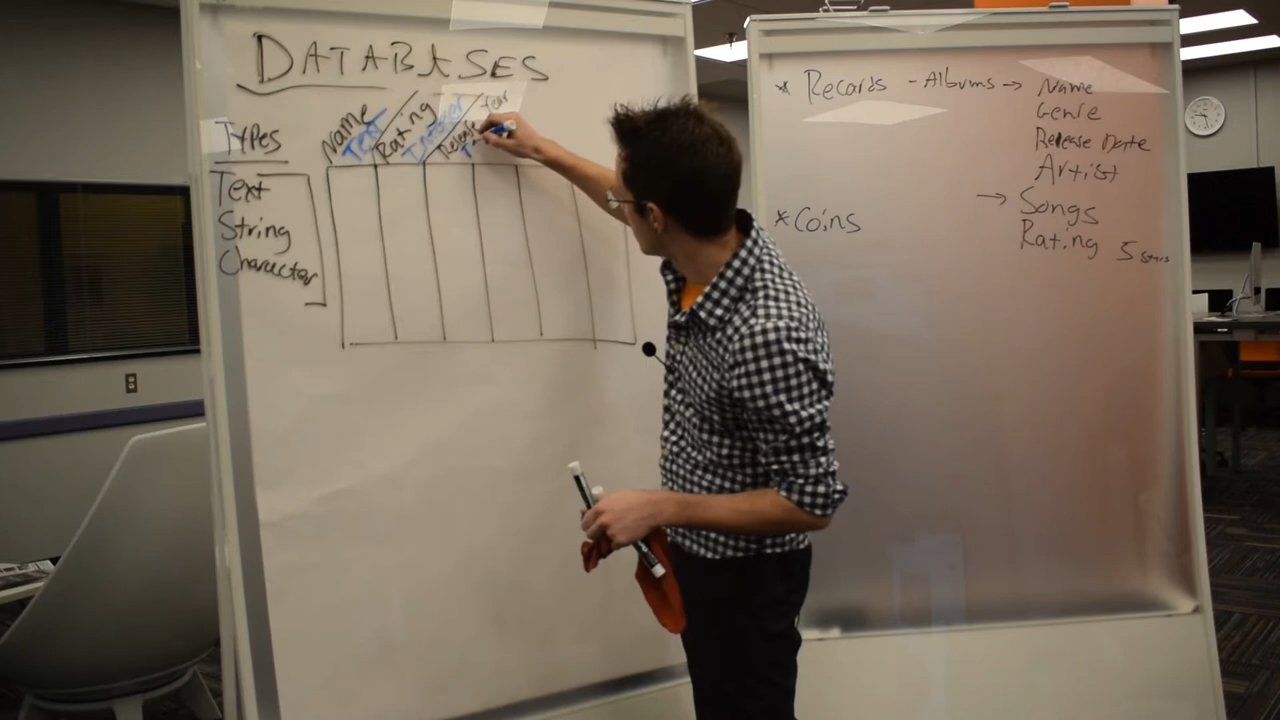 DATABASES
TYPES
Text
String
Character
Name
Text
Rating
Integer
Release Year
* Records - Albums → Name
Genre
Release Date
Artist
→ Songs
Rating 5 stars
* Coins